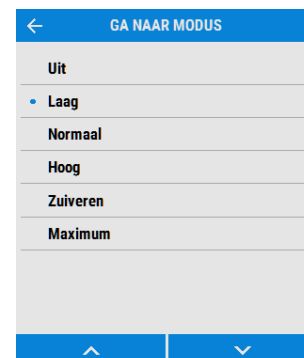 GA NAAR MODUS
Uit
Laag
Normaal
Hoog
Zuiveren
Maximum